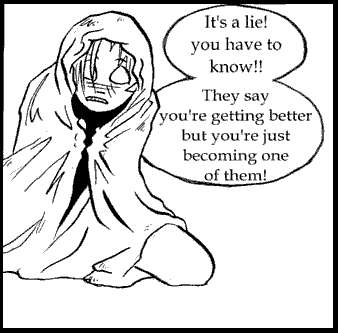 It's a lie!
you have to
know!!
They say
you're getting better
but you're just
becoming one
of them!